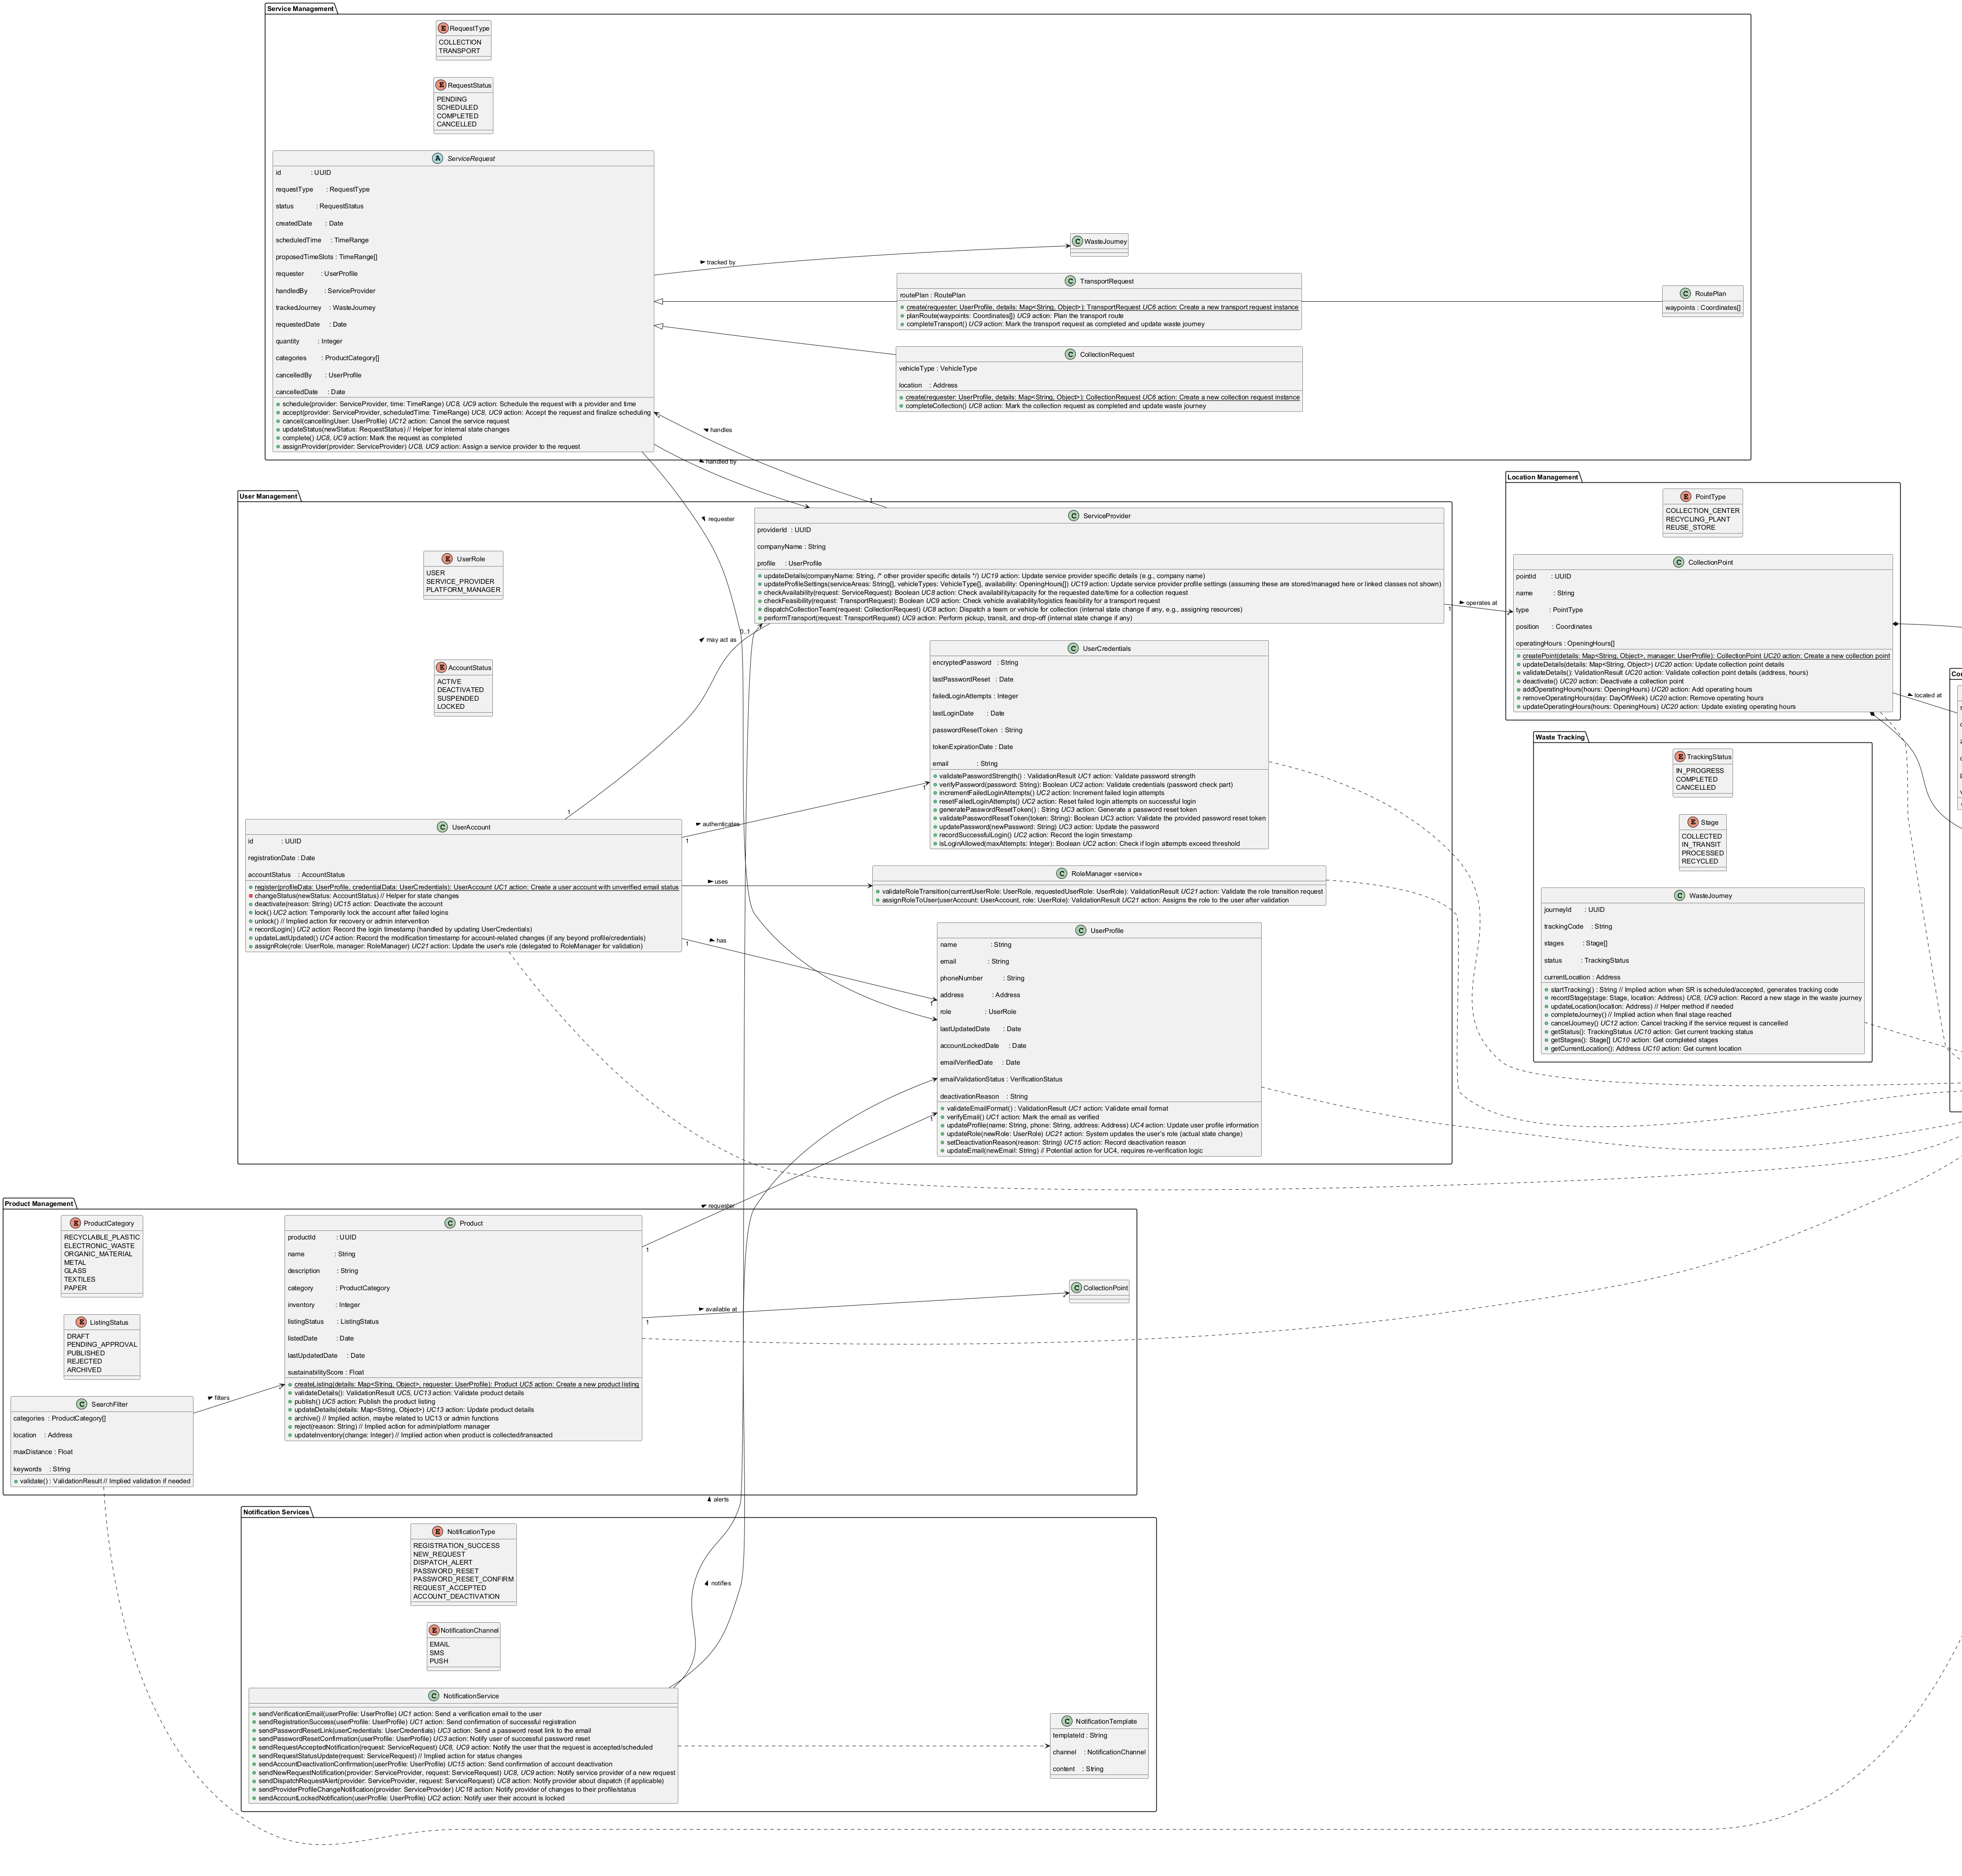 Service Management
RequestType
COLLECTION
TRANSPORT
RequestStatus
PENDING
SCHEDULED
COMPLETED
CANCELLED
ServiceRequest
id : UUID
requestType : RequestType
status : RequestStatus
createdDate : Date
scheduledTime : TimeRange
proposedTimeSlots : TimeRange[]
requester : UserProfile
handledBy : ServiceProvider
trackedJourney : WasteJourney
requestedDate : Date
quantity : Integer
categories : ProductCategory[]
cancelledBy : UserProfile
cancelledDate : Date
schedule(provider: ServiceProvider, time: TimeRange) UC8, UC9 action: Schedule the request with a provider and time
accept(provider: ServiceProvider, scheduledTime: TimeRange) UC8, UC9 action: Accept the request and finalize scheduling
cancel(cancellingUser: UserProfile) UC12 action: Cancel the service request
updateStatus(newStatus: RequestStatus) // Helper for internal state changes
complete() UC8, UC9 action: Mark the request as completed
assignProvider(provider: ServiceProvider) UC8, UC9 action: Assign a service provider to the request
tracked by
WasteJourney
TransportRequest
routePlan : RoutePlan
create(requester: UserProfile, details: Map<String, Object>): TransportRequest UC6 action: Create a new transport request instance
planRoute(waypoints: Coordinates[]) UC9 action: Plan the transport route
completeTransport() UC9 action: Mark the transport request as completed and update waste journey
RoutePlan
waypoints : Coordinates[]
CollectionRequest
vehicleType : VehicleType
location : Address
create(requester: UserProfile, details: Map<String, Object>): CollectionRequest UC6 action: Create a new collection request instance
completeCollection() UC8 action: Mark the collection request as completed and update waste journey
*
handles
handled by
1
requester
User Management
UserRole
USER
SERVICE_PROVIDER
PLATFORM_MANAGER
AccountStatus
ACTIVE
DEACTIVATED
SUSPENDED
LOCKED
ServiceProvider
providerId : UUID
companyName : String
profile : UserProfile
updateDetails(companyName: String, /* other provider specific details */) UC19 action: Update service provider specific details (e.g., company name)
updateProfileSettings(serviceAreas: String[], vehicleTypes: VehicleType[], availability: OpeningHours[]) UC19 action: Update service provider profile settings (assuming these are stored/managed here or linked classes not shown)
checkAvailability(request: ServiceRequest): Boolean UC8 action: Check availability/capacity for the requested date/time for a collection request
checkFeasibility(request: TransportRequest): Boolean UC9 action: Check vehicle availability/logistics feasibility for a transport request
dispatchCollectionTeam(request: CollectionRequest) UC8 action: Dispatch a team or vehicle for collection (internal state change if any, e.g., assigning resources)
performTransport(request: TransportRequest) UC9 action: Perform pickup, transit, and drop-off (internal state change if any)
0..1
may act as
1
UserCredentials
encryptedPassword : String
lastPasswordReset : Date
failedLoginAttempts : Integer
lastLoginDate : Date
passwordResetToken : String
tokenExpirationDate : Date
email : String
validatePasswordStrength() : ValidationResult UC1 action: Validate password strength
verifyPassword(password: String): Boolean UC2 action: Validate credentials (password check part)
incrementFailedLoginAttempts() UC2 action: Increment failed login attempts
resetFailedLoginAttempts() UC2 action: Reset failed login attempts on successful login
generatePasswordResetToken() : String UC3 action: Generate a password reset token
validatePasswordResetToken(token: String): Boolean UC3 action: Validate the provided password reset token
updatePassword(newPassword: String) UC3 action: Update the password
recordSuccessfulLogin() UC2 action: Record the login timestamp
isLoginAllowed(maxAttempts: Integer): Boolean UC2 action: Check if login attempts exceed threshold
UserAccount
id : UUID
registrationDate : Date
accountStatus : AccountStatus
register(profileData: UserProfile, credentialData: UserCredentials): UserAccount UC1 action: Create a user account with unverified email status
changeStatus(newStatus: AccountStatus) // Helper for state changes
deactivate(reason: String) UC15 action: Deactivate the account
lock() UC2 action: Temporarily lock the account after failed logins
unlock() // Implied action for recovery or admin intervention
recordLogin() UC2 action: Record the login timestamp (handled by updating UserCredentials)
updateLastUpdated() UC4 action: Record the modification timestamp for account-related changes (if any beyond profile/credentials)
assignRole(role: UserRole, manager: RoleManager) UC21 action: Update the user's role (delegated to RoleManager for validation)
authenticates
1
1
uses
RoleManager «service»
validateRoleTransition(currentUserRole: UserRole, requestedUserRole: UserRole): ValidationResult UC21 action: Validate the role transition request
assignRoleToUser(userAccount: UserAccount, role: UserRole): ValidationResult UC21 action: Assigns the role to the user after validation
has
1
1
UserProfile
name : String
email : String
phoneNumber : String
address : Address
role : UserRole
lastUpdatedDate : Date
accountLockedDate : Date
emailVerifiedDate : Date
emailValidationStatus : VerificationStatus
deactivationReason : String
validateEmailFormat() : ValidationResult UC1 action: Validate email format
verifyEmail() UC1 action: Mark the email as verified
updateProfile(name: String, phone: String, address: Address) UC4 action: Update user profile information
updateRole(newRole: UserRole) UC21 action: System updates the user's role (actual state change)
setDeactivationReason(reason: String) UC15 action: Record deactivation reason
updateEmail(newEmail: String) // Potential action for UC4, requires re-verification logic
1
operates at
1
*
Location Management
PointType
COLLECTION_CENTER
RECYCLING_PLANT
REUSE_STORE
CollectionPoint
pointId : UUID
name : String
type : PointType
position : Coordinates
operatingHours : OpeningHours[]
createPoint(details: Map<String, Object>, manager: UserProfile): CollectionPoint UC20 action: Create a new collection point
updateDetails(details: Map<String, Object>) UC20 action: Update collection point details
validateDetails(): ValidationResult UC20 action: Validate collection point details (address, hours)
deactivate() UC20 action: Deactivate a collection point
addOperatingHours(hours: OpeningHours) UC20 action: Add operating hours
removeOperatingHours(day: DayOfWeek) UC20 action: Remove operating hours
updateOperatingHours(hours: OpeningHours) UC20 action: Update existing operating hours
located at
Waste Tracking
TrackingStatus
IN_PROGRESS
COMPLETED
CANCELLED
Stage
COLLECTED
IN_TRANSIT
PROCESSED
RECYCLED
WasteJourney
journeyId : UUID
trackingCode : String
stages : Stage[]
status : TrackingStatus
currentLocation : Address
startTracking() : String // Implied action when SR is scheduled/accepted, generates tracking code
recordStage(stage: Stage, location: Address) UC8, UC9 action: Record a new stage in the waste journey
updateLocation(location: Address) // Helper method if needed
completeJourney() // Implied action when final stage reached
cancelJourney() UC12 action: Cancel tracking if the service request is cancelled
getStatus(): TrackingStatus UC10 action: Get current tracking status
getStages(): Stage[] UC10 action: Get completed stages
getCurrentLocation(): Address UC10 action: Get current location
Product Management
ProductCategory
RECYCLABLE_PLASTIC
ELECTRONIC_WASTE
ORGANIC_MATERIAL
METAL
GLASS
TEXTILES
PAPER
ListingStatus
DRAFT
PENDING_APPROVAL
PUBLISHED
REJECTED
ARCHIVED
SearchFilter
categories : ProductCategory[]
location : Address
maxDistance : Float
keywords : String
validate() : ValidationResult // Implied validation if needed
filters
Product
productId : UUID
name : String
description : String
category : ProductCategory
inventory : Integer
listingStatus : ListingStatus
listedDate : Date
lastUpdatedDate : Date
sustainabilityScore : Float
createListing(details: Map<String, Object>, requester: UserProfile): Product UC5 action: Create a new product listing
validateDetails(): ValidationResult UC5, UC13 action: Validate product details
publish() UC5 action: Publish the product listing
updateDetails(details: Map<String, Object>) UC13 action: Update product details
archive() // Implied action, maybe related to UC13 or admin functions
reject(reason: String) // Implied action for admin/platform manager
updateInventory(change: Integer) // Implied action when product is collected/transacted
requester
1
available at
1
*
CollectionPoint
alerts
Notification Services
NotificationType
REGISTRATION_SUCCESS
NEW_REQUEST
DISPATCH_ALERT
PASSWORD_RESET
PASSWORD_RESET_CONFIRM
REQUEST_ACCEPTED
ACCOUNT_DEACTIVATION
NotificationChannel
EMAIL
SMS
PUSH
notifies
NotificationService
sendVerificationEmail(userProfile: UserProfile) UC1 action: Send a verification email to the user
sendRegistrationSuccess(userProfile: UserProfile) UC1 action: Send confirmation of successful registration
sendPasswordResetLink(userCredentials: UserCredentials) UC3 action: Send a password reset link to the email
sendPasswordResetConfirmation(userProfile: UserProfile) UC3 action: Notify user of successful password reset
sendRequestAcceptedNotification(request: ServiceRequest) UC8, UC9 action: Notify the user that the request is accepted/scheduled
sendRequestStatusUpdate(request: ServiceRequest) // Implied action for status changes
sendAccountDeactivationConfirmation(userProfile: UserProfile) UC15 action: Send confirmation of account deactivation
sendNewRequestNotification(provider: ServiceProvider, request: ServiceRequest) UC8, UC9 action: Notify service provider of a new request
sendDispatchRequestAlert(provider: ServiceProvider, request: ServiceRequest) UC8 action: Notify provider about dispatch (if applicable)
sendProviderProfileChangeNotification(provider: ServiceProvider) UC18 action: Notify provider of changes to their profile/status
sendAccountLockedNotification(userProfile: UserProfile) UC2 action: Notify user their account is locked
NotificationTemplate
templateId : String
channel : NotificationChannel
content : String